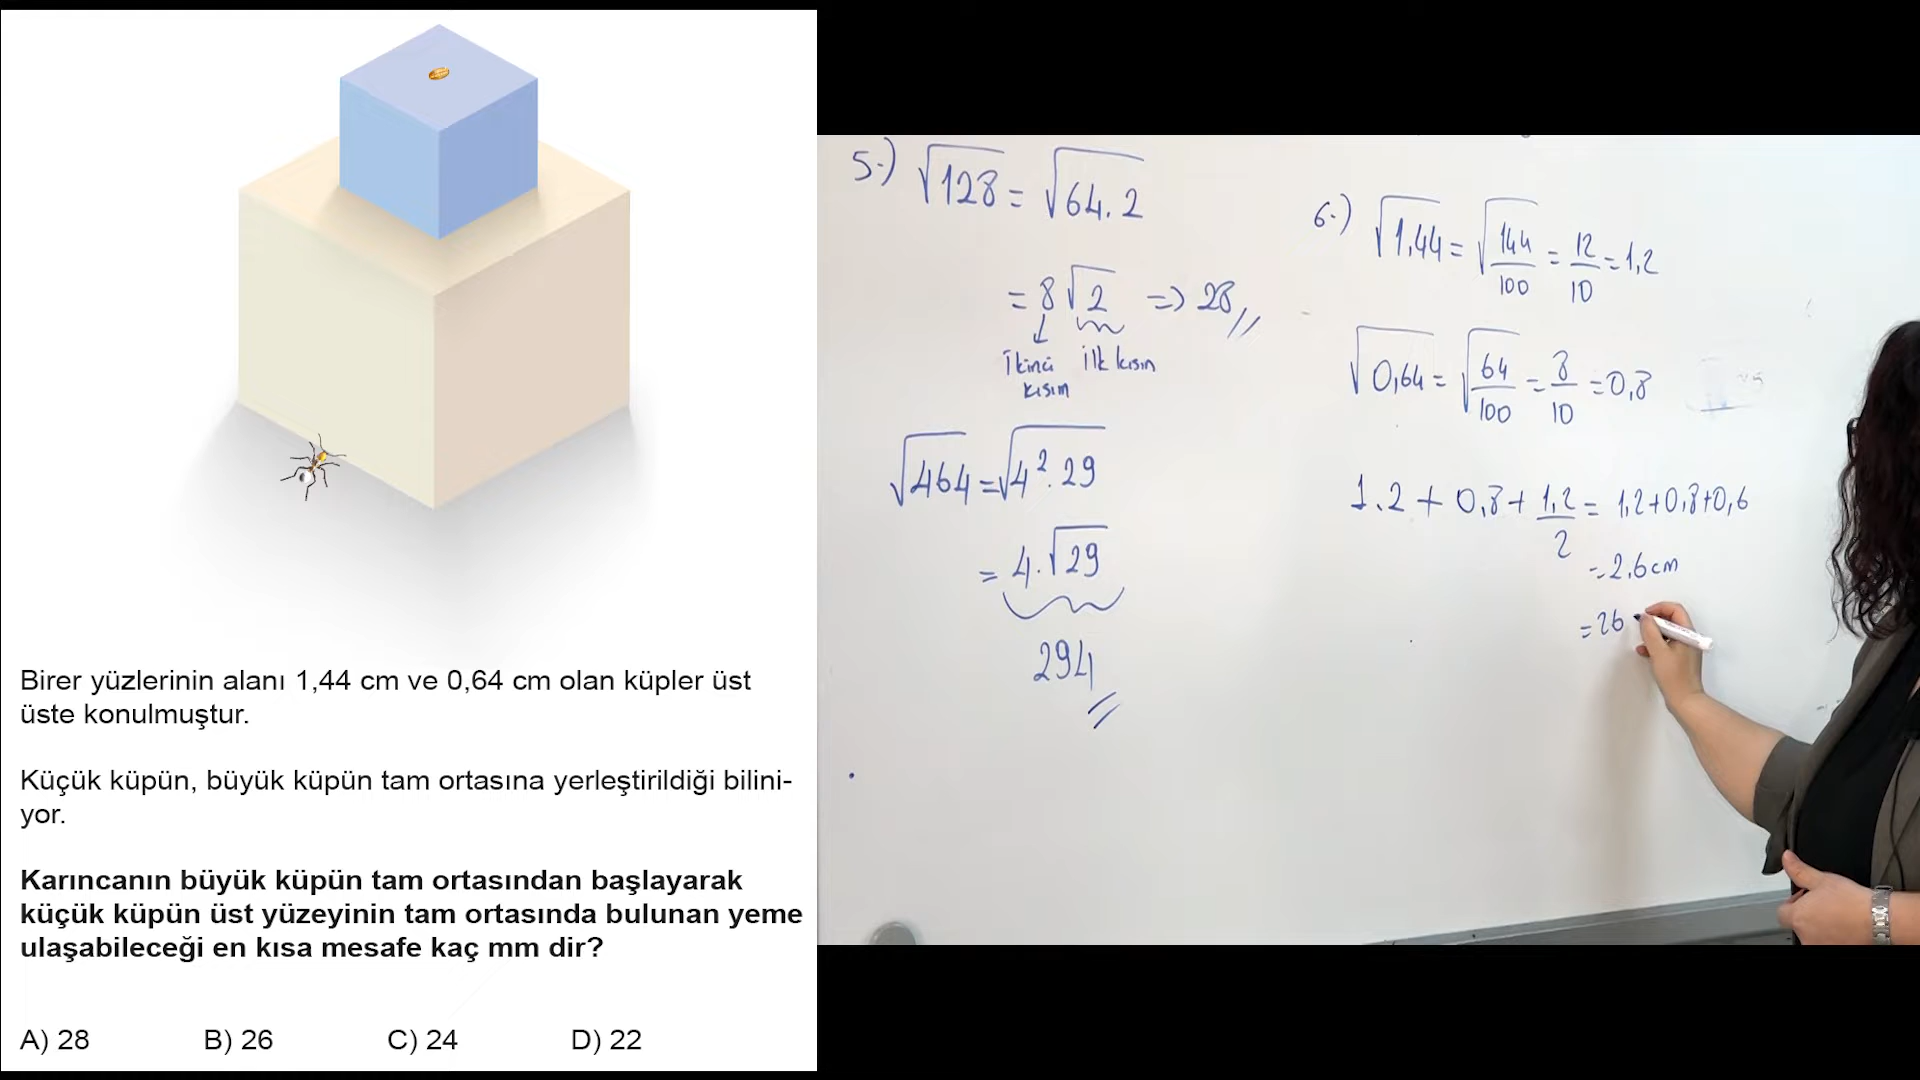 Birer yüzlerinin alanı 1,44 cm ve 0,64 cm olan küpler üst
üste konulmuştur.
Küçük küpün, büyük küpün tam ortasına yerleştirildiği bilini-
yor.
Karıncanın büyük küpün tam ortasından başlayarak
küçük küpün üst yüzeyinin tam ortasında bulunan yeme
ulaşabileceği en kısa mesafe kaç mm dir?
A) 28 B) 26 C) 24 D) 22
5-) √128 = √64.2
= 8√2 => 28//
İkinci kısım
ilk kısım
√464 = √4².29
= 4.√29
294
6-) √1,44 = √144/100 = 12/10 = 1,2
√0,64 = √64/100 = 8/10 = 0,8
1.2 + 0,8 + 1,2/2 = 1,2+0,8+0,6
= 2,6cm
= 26